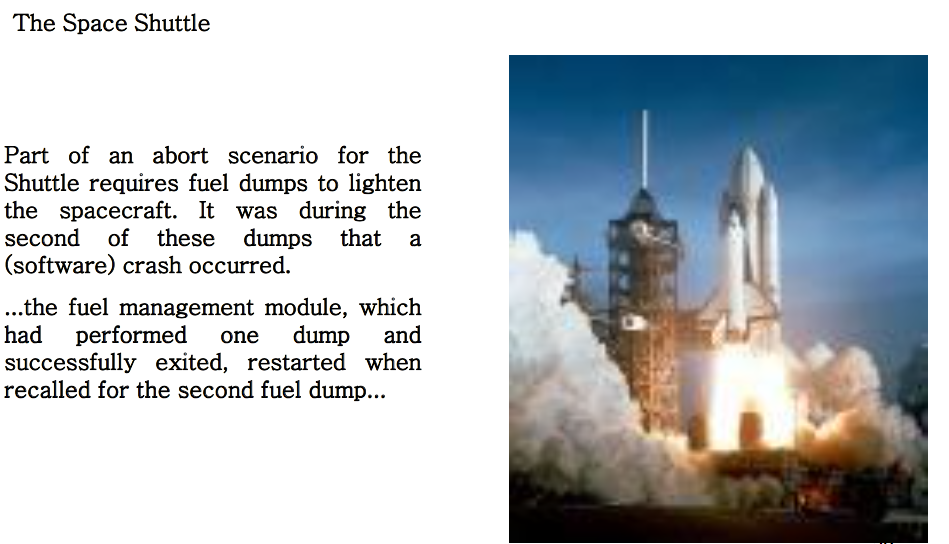 The Space Shuttle
Part of an abort scenario for the
Shuttle requires fuel dumps to lighten
the spacecraft. It was during the
second of these dumps that a
(software) crash occurred.
...the fuel management module, which
had performed one dump and
successfully exited, restarted when
recalled for the second fuel dump...